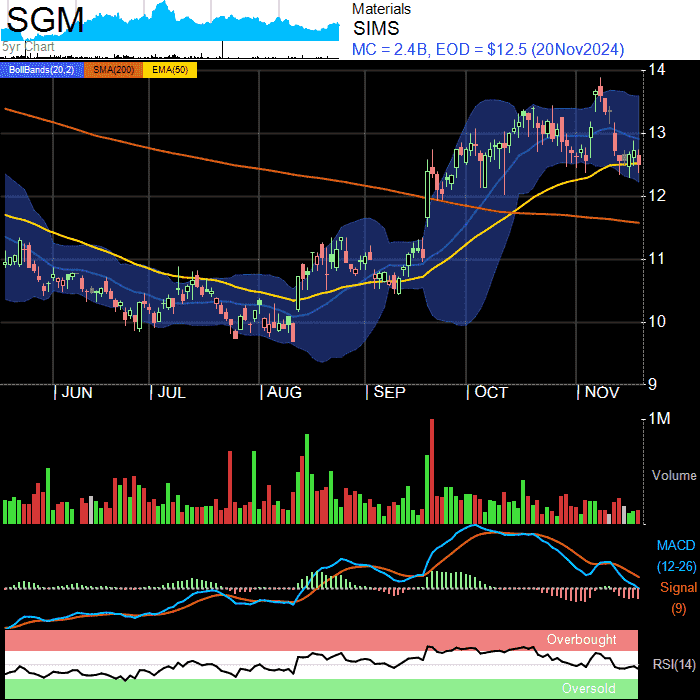 SGM
Materials
SIMS
MC = 2.4B, EOD = $12.5 (20Nov2024)
5yr Chart
BollBands(20,2) SMA(200) EMA(50)
14
13
12
11
10
9
| JUN | JUL | AUG | SEP | OCT | NOV
1M
Volume
MACD
(12-26)
Signal
(9)
Overbought
RSI(14)
Oversold